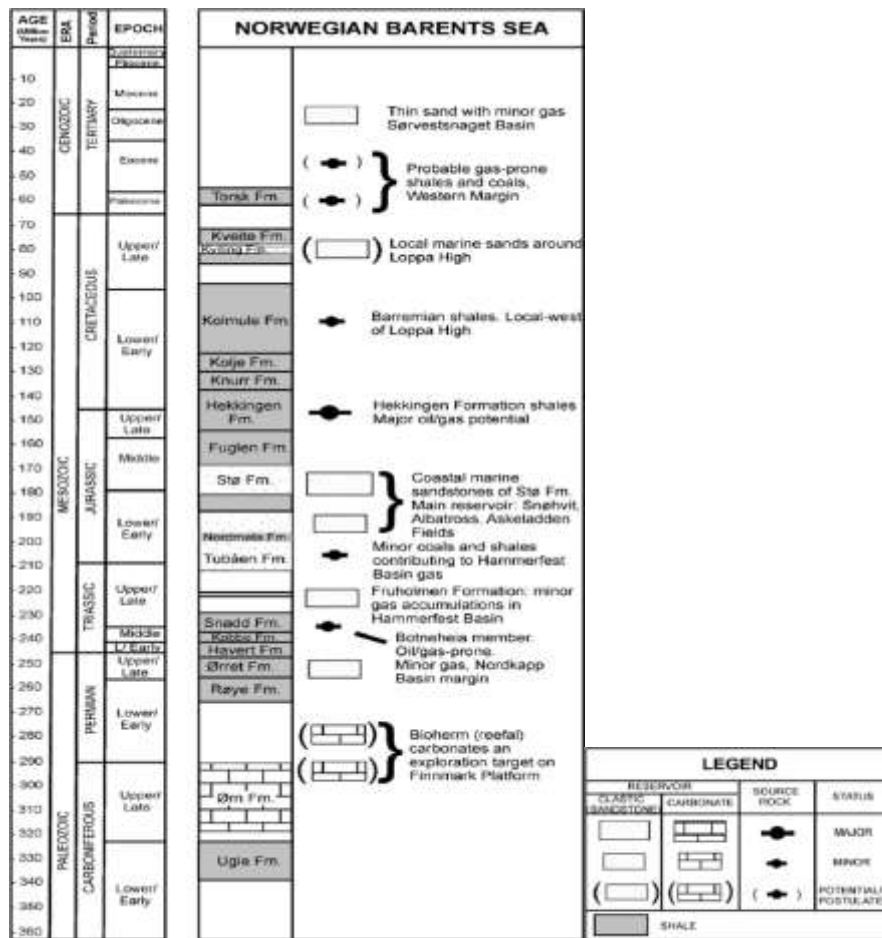 AGE
(Million
Years)
ERA
Period
EPOCH
NORWEGIAN BARENTS SEA
Quaternary
Pliocene
10
Miocene
20
Thin sand with minor gas
Sørvestsnaget Basin
30
Oligocene
CENOZOIC
TERTIARY
40
Eocene
50
Probable gas-prone
shales and coals,
Western Margin
60
Paleocene
Torsk Fm.
70
Kveite Fm.
80
Upper/
Late
Kviting Fm.
Local marine sands around
Loppa High
90
100
CRETACEOUS
110
Lower/
Early
Kolmule Fm.
Barremian shales. Local-west
of Loppa High
120
Kolje Fm.
130
Knurr Fm.
140
Hekkingen
Fm.
Hekkingen Formation shales
Major oil/gas potential
150
Upper/
Late
160
Fuglen Fm.
170
Middle
MESOZOIC
JURASSIC
Stø Fm.
180
Coastal marine
sandstones of Stø Fm.
Main reservoir: Snøhvit,
Albatross, Askeladden
Fields
190
Lower/
Early
200
Nordmela Fm.
Tubåen Fm.
Minor coals and shales
contributing to Hammerfest
Basin gas
210
220
TRIASSIC
Upper/
Late
Fruholmen Formation: minor
gas accumulations in
Hammerfest Basin
230
Snadd Fm.
Middle
Kobbe Fm.
240
L/ Early
Havert Fm.
Botneheia member.
Oil/gas-prone.
250
Upper/
Late
Ørret Fm.
Minor gas, Nordkapp
Basin margin
260
Røye Fm.
270
PERMIAN
Lower/
Early
280
Bioherm (reefal)
carbonates an
exploration target on
Finnmark Platform
290
300
Upper/
Late
Ørn Fm.
310
320
PALEOZOIC
CARBONIFEROUS
330
Ugle Fm.
340
Lower/
Early
350
360
LEGEND
RESERVOIR
CLASTIC
(SANDSTONE)
CARBONATE
SOURCE
ROCK
STATUS
MAJOR
MINOR
POTENTIAL/
POSTULATED
SHALE